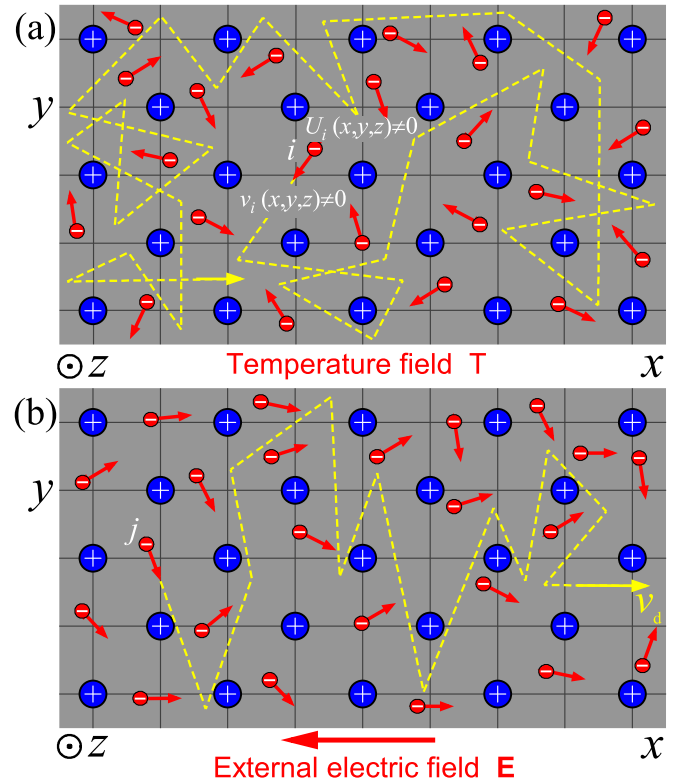 (a)
y
U_i (x,y,z)≠0
i
v_i (x,y,z)≠0
z
Temperature field T
x
(b)
y
j
v_d
z
x
External electric field E